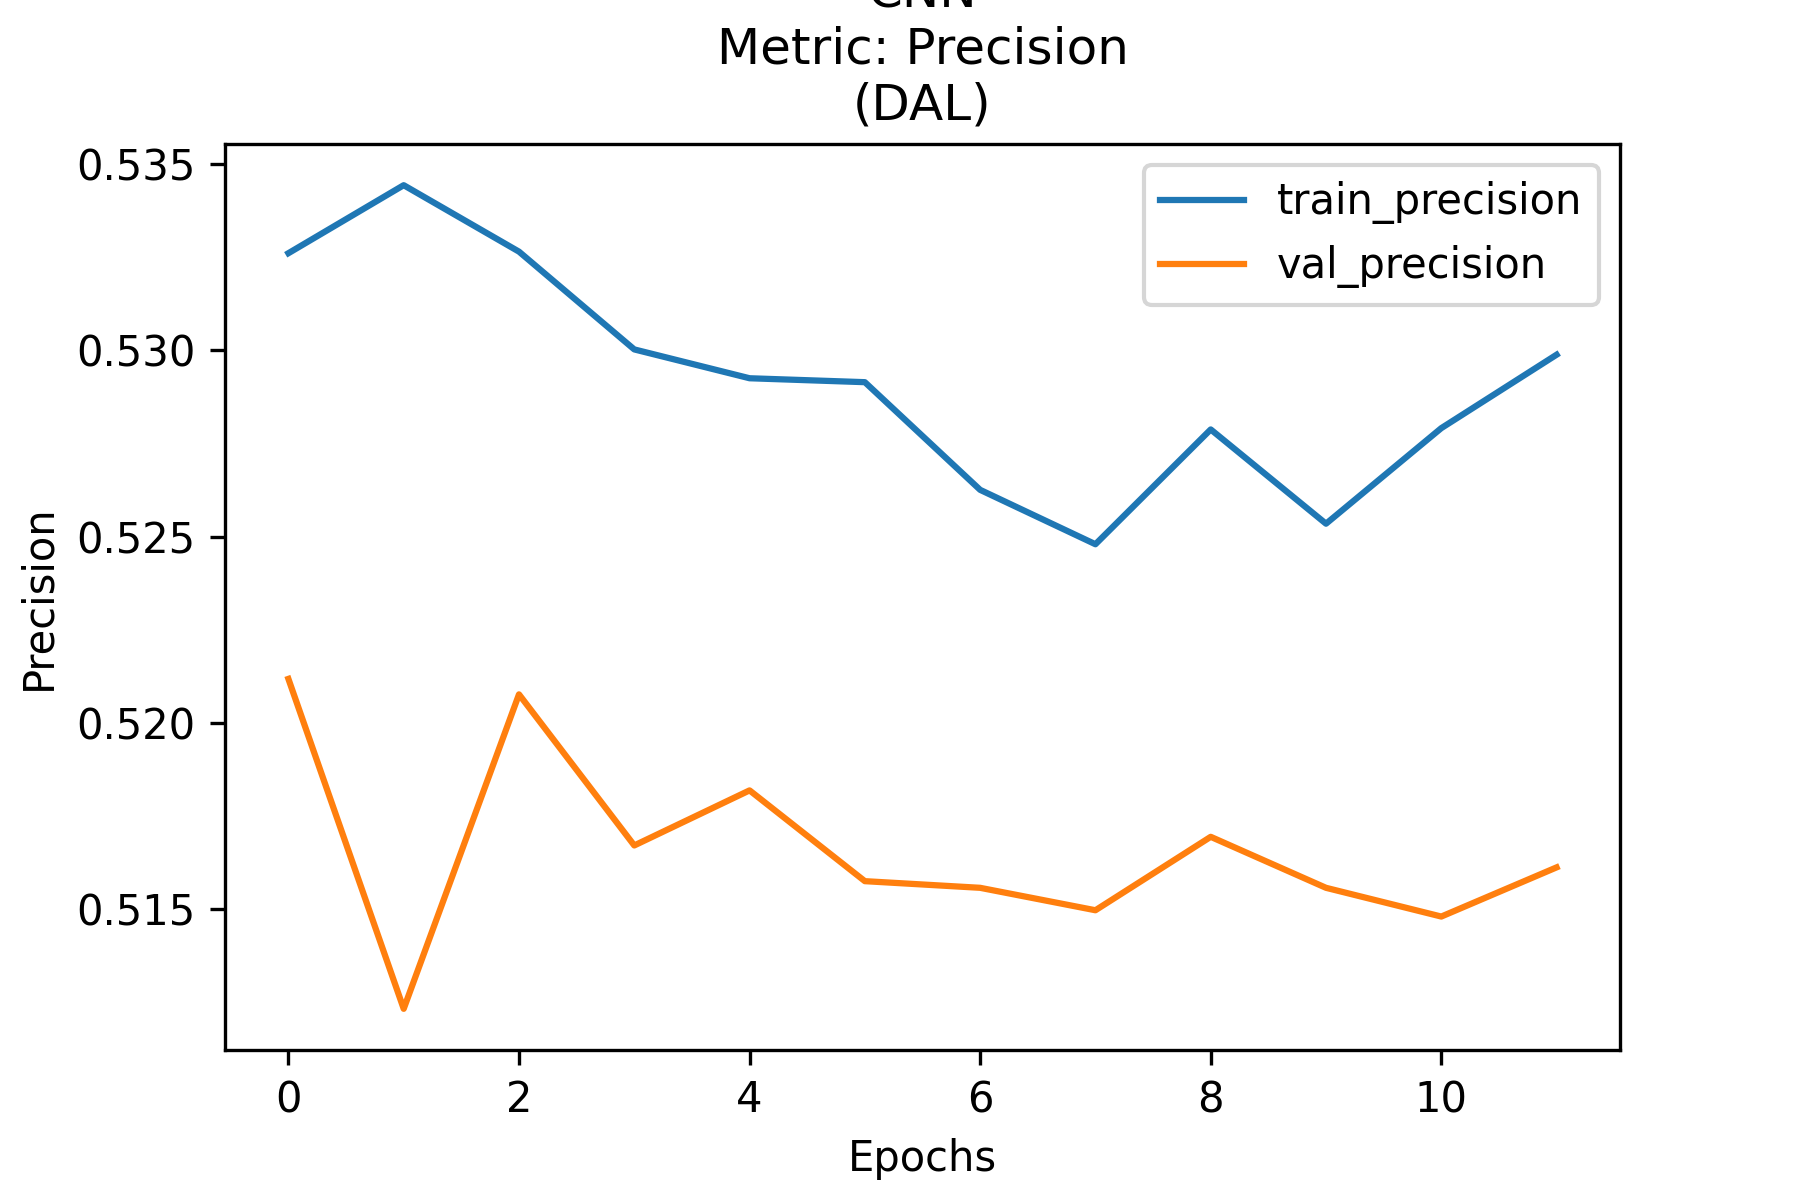 CNN
Metric: Precision
(DAL)
0.535
0.530
0.525
0.520
0.515
Precision
train_precision
val_precision
0 2 4 6 8 10
Epochs